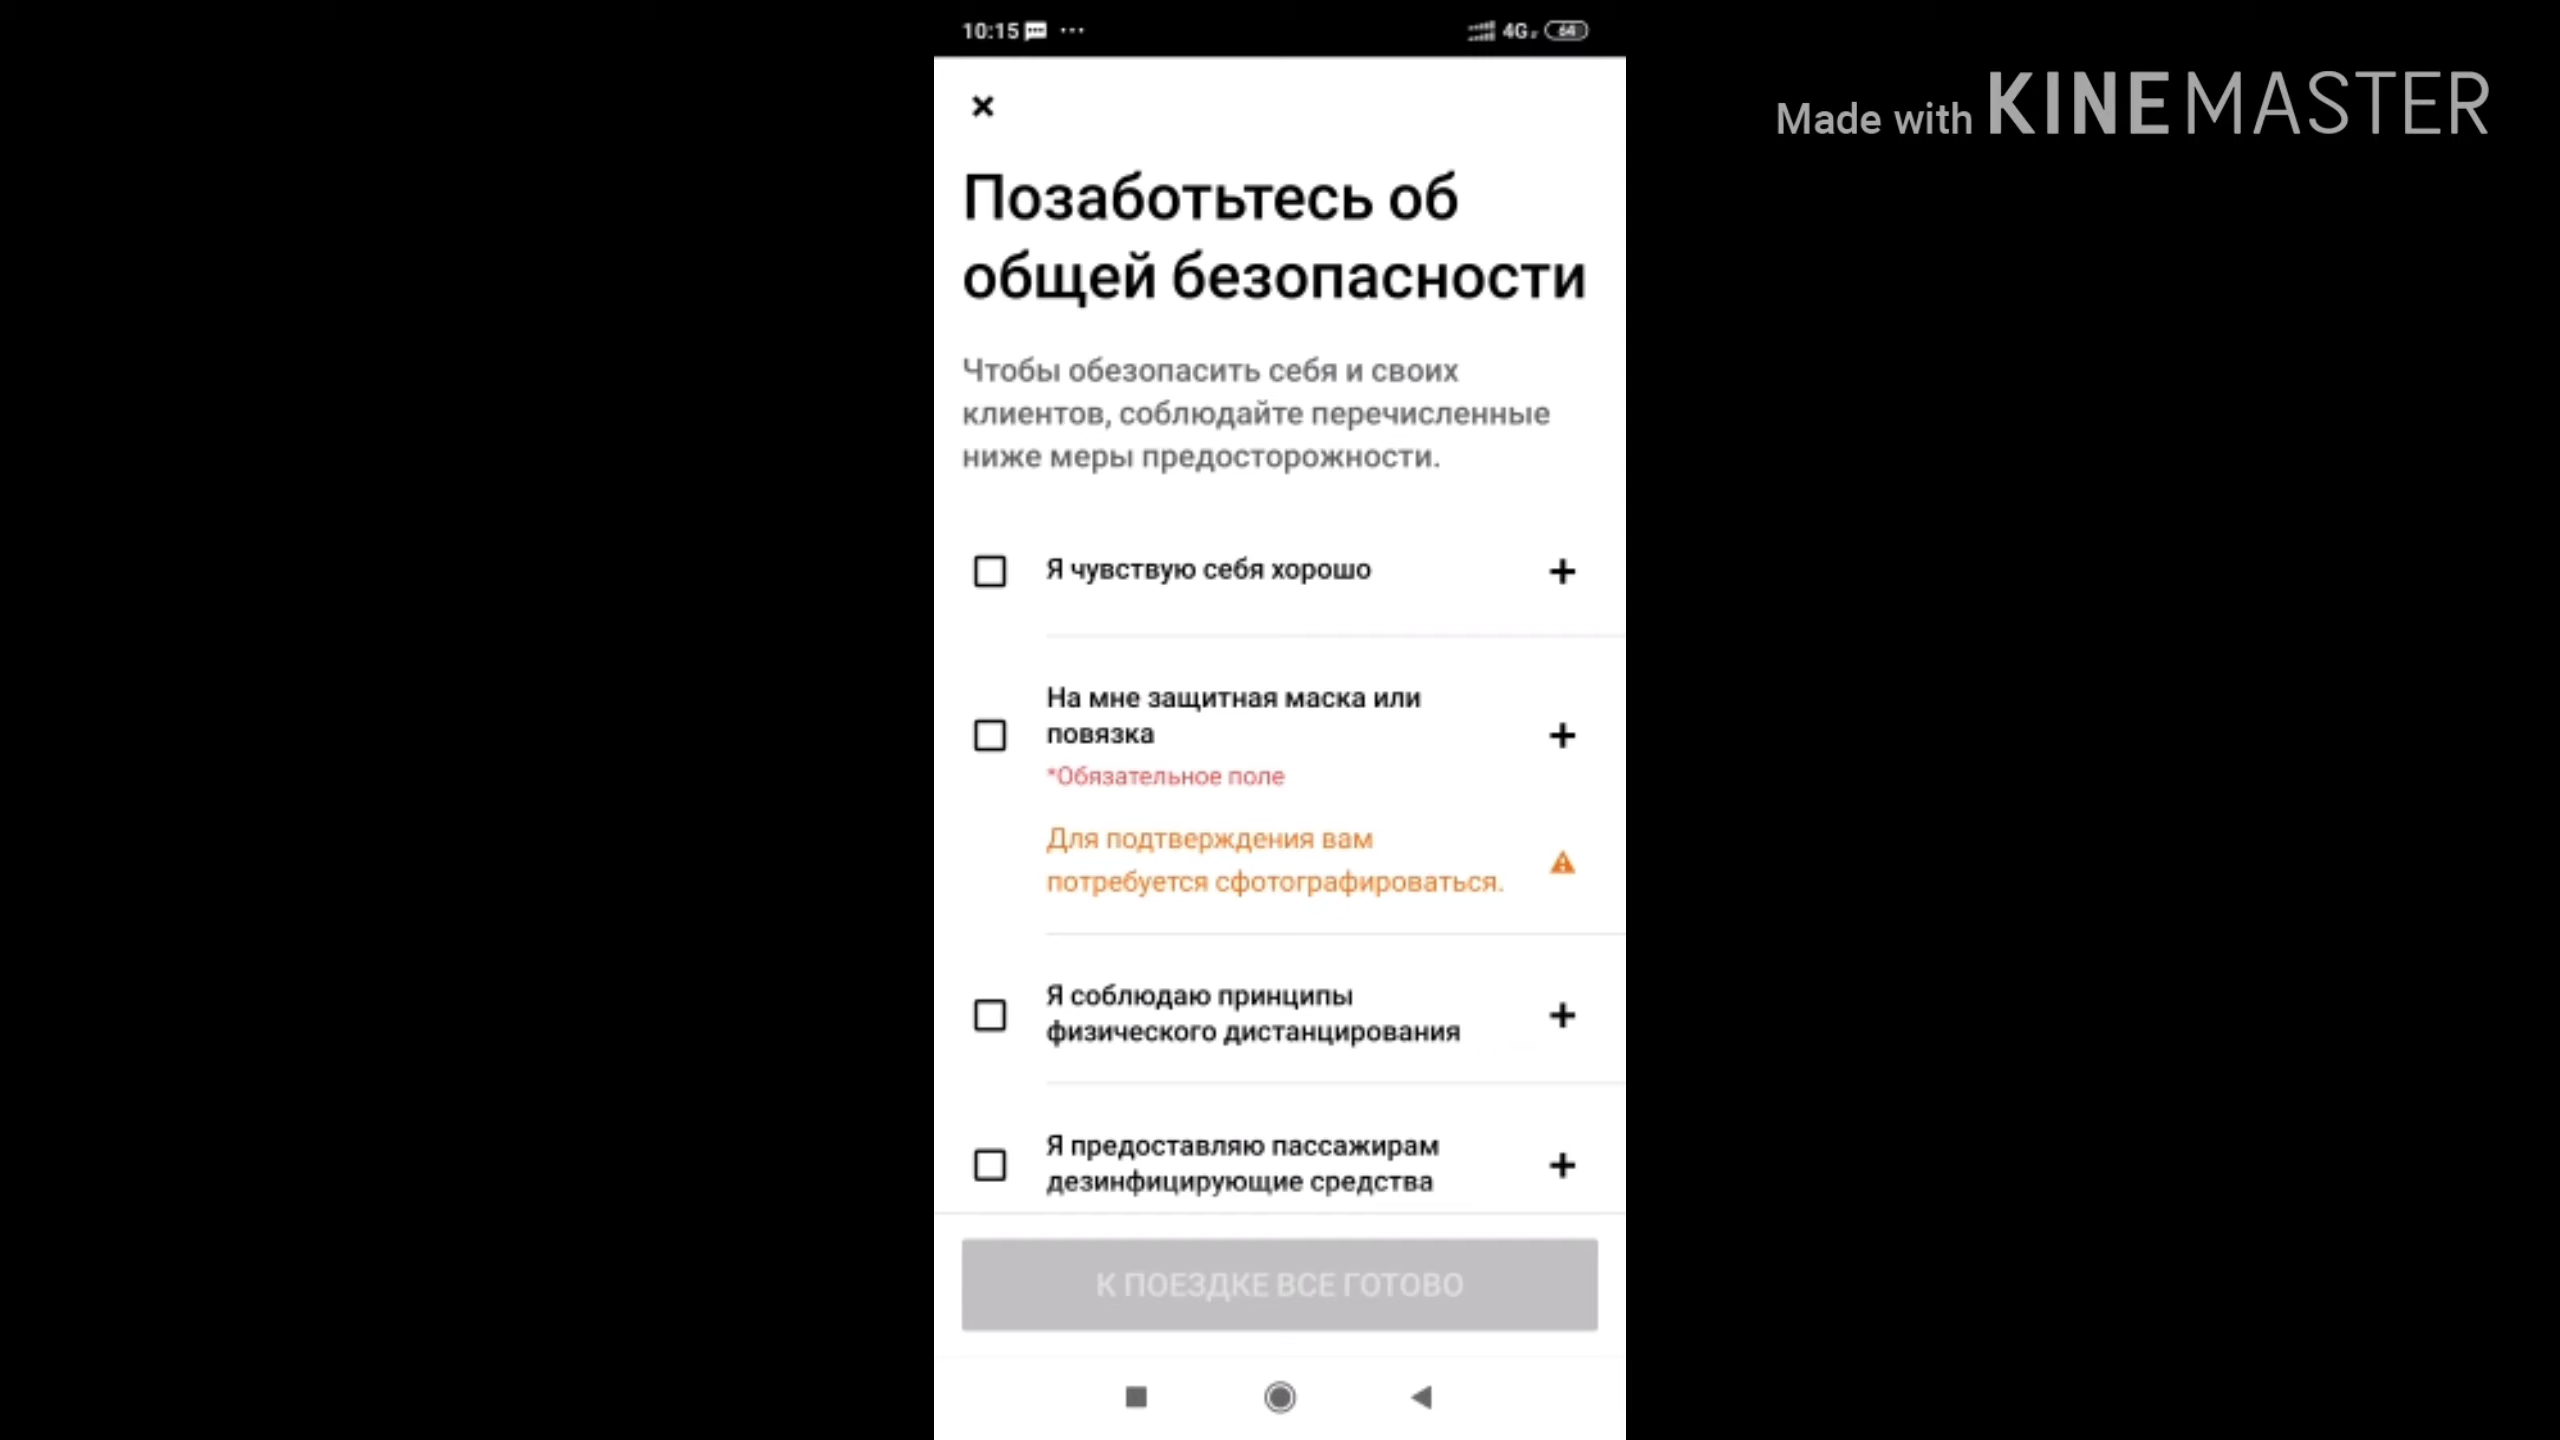 10:15
4G
64
Made with KINEMASTER
Позаботьтесь об
общей безопасности
Чтобы обезопасить себя и своих
клиентов, соблюдайте перечисленные
ниже меры предосторожности.
Я чувствую себя хорошо
На мне защитная маска или
повязка
*Обязательное поле
Для подтверждения вам
потребуется сфотографироваться.
Я соблюдаю принципы
физического дистанцирования
Я предоставляю пассажирам
дезинфицирующие средства
К ПОЕЗДКЕ ВСЕ ГОТОВО